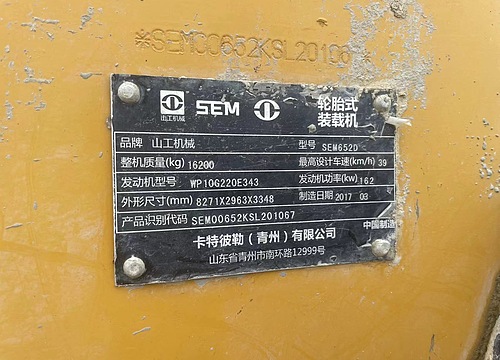 *SEM00652KSL20106
山工机械 SEM 轮胎式
装载机
品牌 山工机械 型号 SEM652D
整机质量(kg) 16200 最高设计车速(km/h) 39
发动机型号 WP10G220E343 发动机功率(kw) 162
外形尺寸(mm) 8271X2963X3348 制造日期 2017 03
产品识别代码 SEM00652KSL201067 中国制造
卡特彼勒（青州）有限公司
山东省青州市南环路12999号